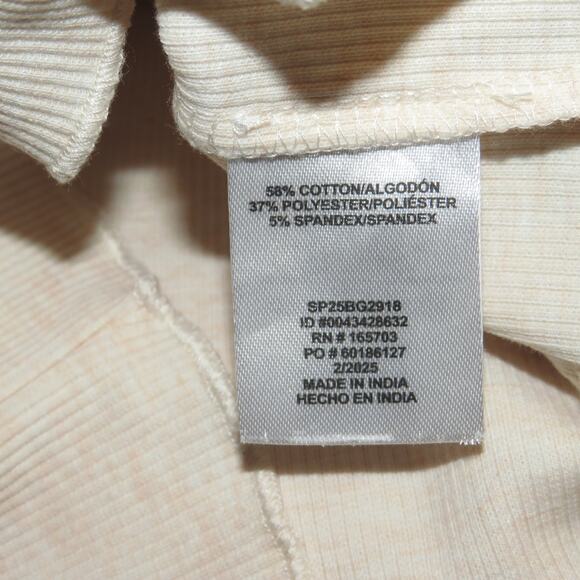 58% COTTON/ALGODÓN
37% POLYESTER/POLIÉSTER
5% SPANDEX/SPANDEX
SP25BG2918
ID #0043428632
RN # 165703
PO # 60186127
2/2025
MADE IN INDIA
HECHO EN INDIA